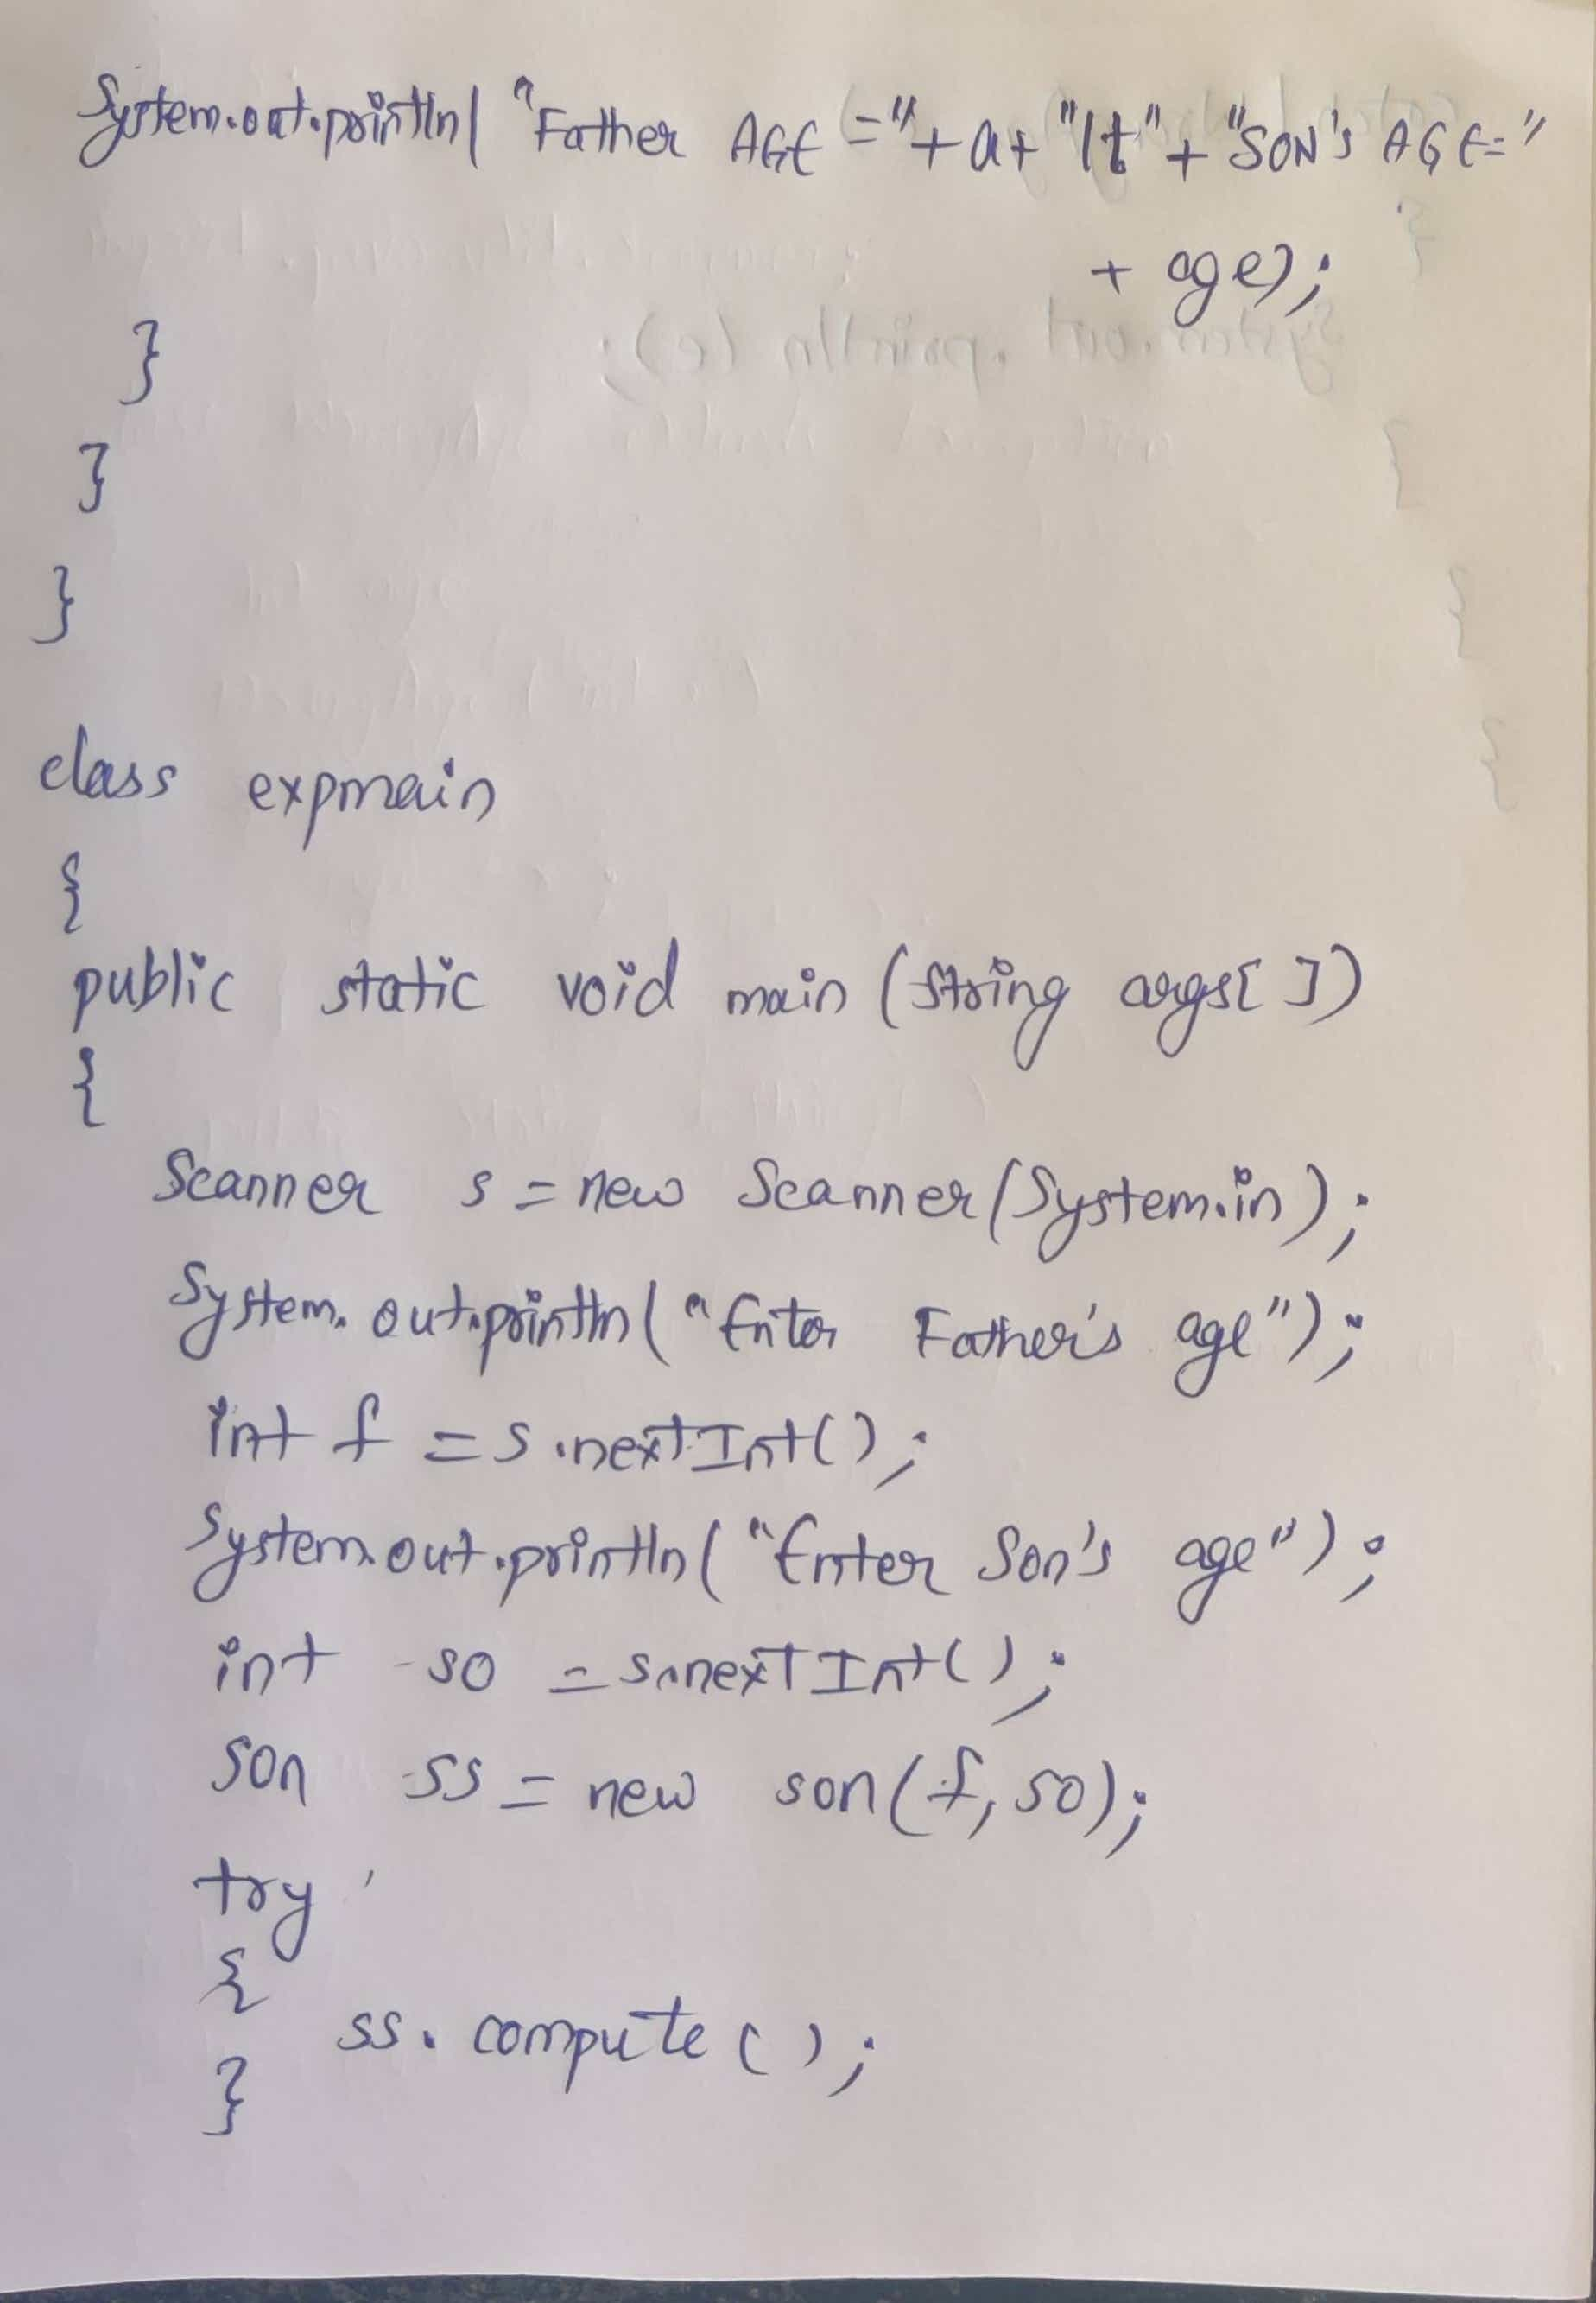 System.out.println("Father AGE="+a+"\t"+"SON's AGE="
+ age);
}
}
}
class expmain
{
public static void main (String args[])
{
Scanner s = new Scanner(System.in);
System.out.println("Enter Father's age");
int f = s.nextInt();
System.out.println("Enter Son's age");
int so = s.nextInt();
son ss = new son(f,so);
try
{
ss.compute();
}